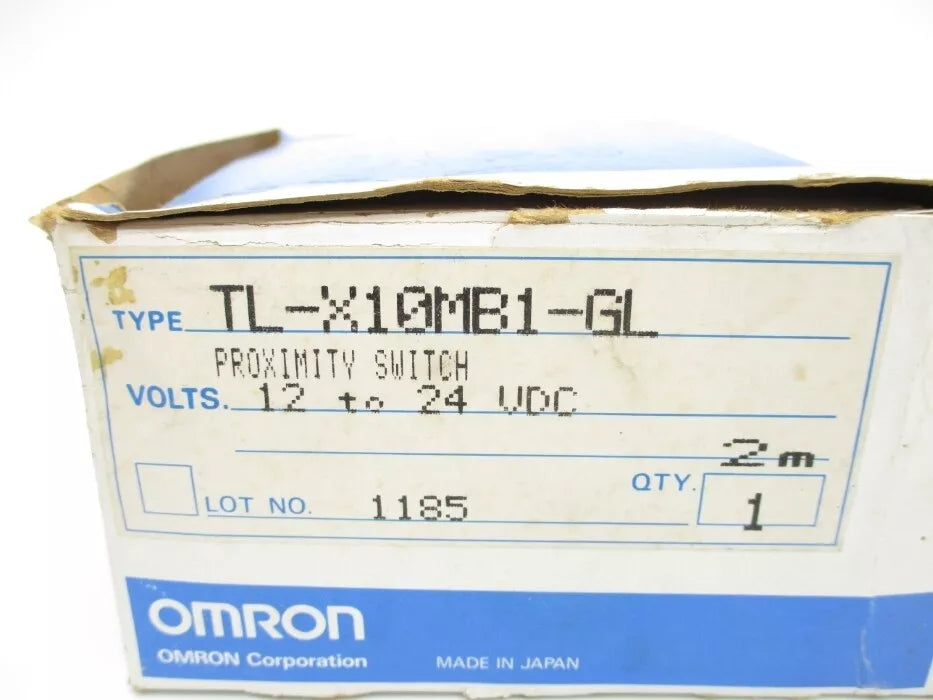 TYPE TL-X10MB1-GL
PROXIMITY SWITCH
VOLTS. 12 to 24 VDC
2m
LOT NO. 1185 QTY. 1
OMRON
OMRON Corporation MADE IN JAPAN